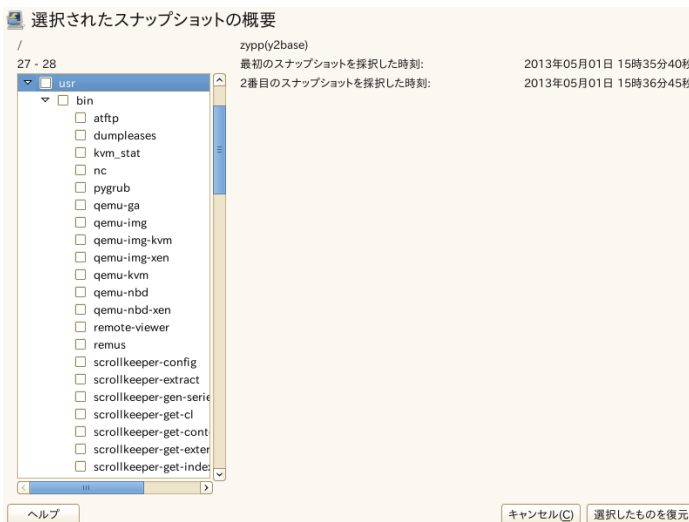 選択されたスナップショットの概要
/
zypp(y2base)
27 - 28
最初のスナップショットを採択した時刻: 2013年05月01日 15時35分40秒
2番目のスナップショットを採択した時刻: 2013年05月01日 15時36分45秒
usr
bin
atftp
dumpleases
kvm_stat
nc
pygrub
qemu-ga
qemu-img
qemu-img-kvm
qemu-img-xen
qemu-kvm
qemu-nbd
qemu-nbd-xen
remote-viewer
remus
scrollkeeper-config
scrollkeeper-extract
scrollkeeper-gen-serie
scrollkeeper-get-cl
scrollkeeper-get-cont
scrollkeeper-get-exter
scrollkeeper-get-inde
ヘルプ
キャンセル(C) 選択したものを復元